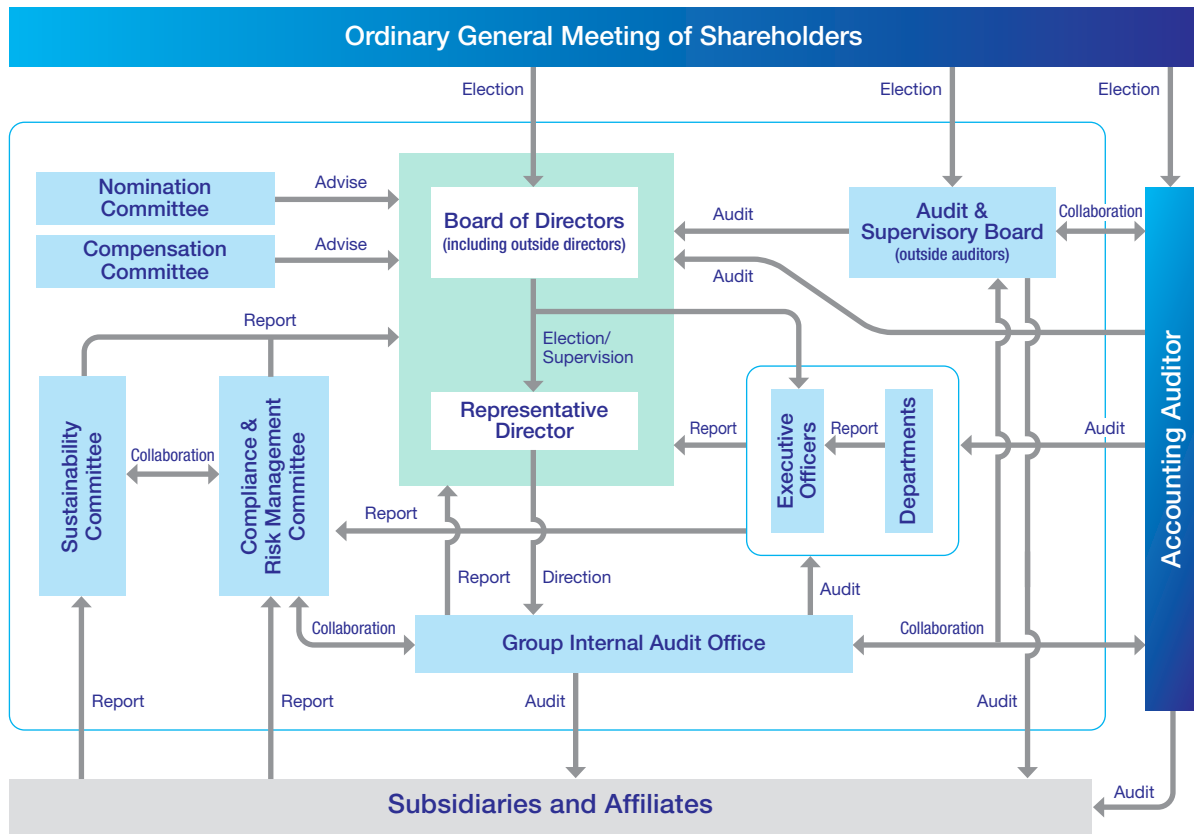 Ordinary General Meeting of Shareholders
Election
Election
Election
Nomination
Committee
Advise
Compensation
Committee
Advise
Board of Directors
(including outside directors)
Audit
Audit
Audit &
Supervisory Board
(outside auditors)
Collaboration
Report
Election/
Supervision
Representative
Director
Sustainability
Committee
Collaboration
Compliance &
Risk Management
Committee
Report
Executive
Officers
Report
Departments
Audit
Accounting Auditor
Report
Report
Direction
Audit
Collaboration
Group Internal Audit Office
Collaboration
Report
Report
Audit
Audit
Subsidiaries and Affiliates
Audit